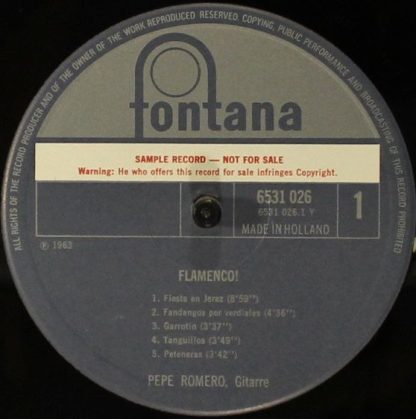 ALL RIGHTS OF THE RECORD PRODUCER AND OF THE OWNER OF THE WORK REPRODUCED RESERVED. COPYING, PUBLIC PERFORMANCE AND BROADCASTING OF THIS RECORD PROHIBITED
fontana
SAMPLE RECORD — NOT FOR SALE
Warning: He who offers this record for sale infringes Copyright.
6531 026
6531 026.1 Y
1
MADE IN HOLLAND
℗ 1963
FLAMENCO!
1. Fiesta en Jerez (8'59")
2. Fandangos por verdiales (4'36")
3. Garrotin (3'37")
4. Tanguillos (3'49")
5. Peteneras (3'42")
PEPE ROMERO, Gitarre